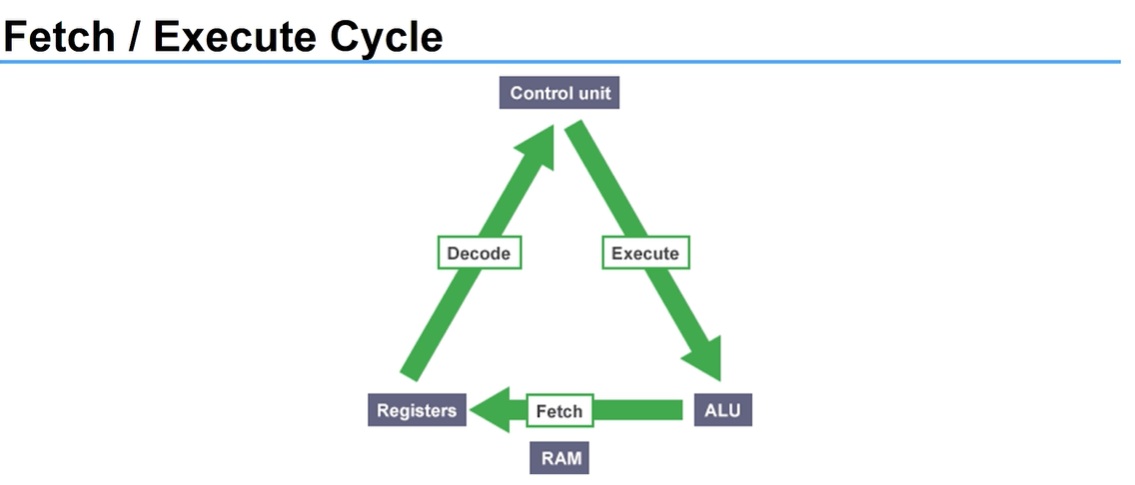 Fetch / Execute Cycle
Control unit
Decode
Execute
Registers
Fetch
ALU
RAM